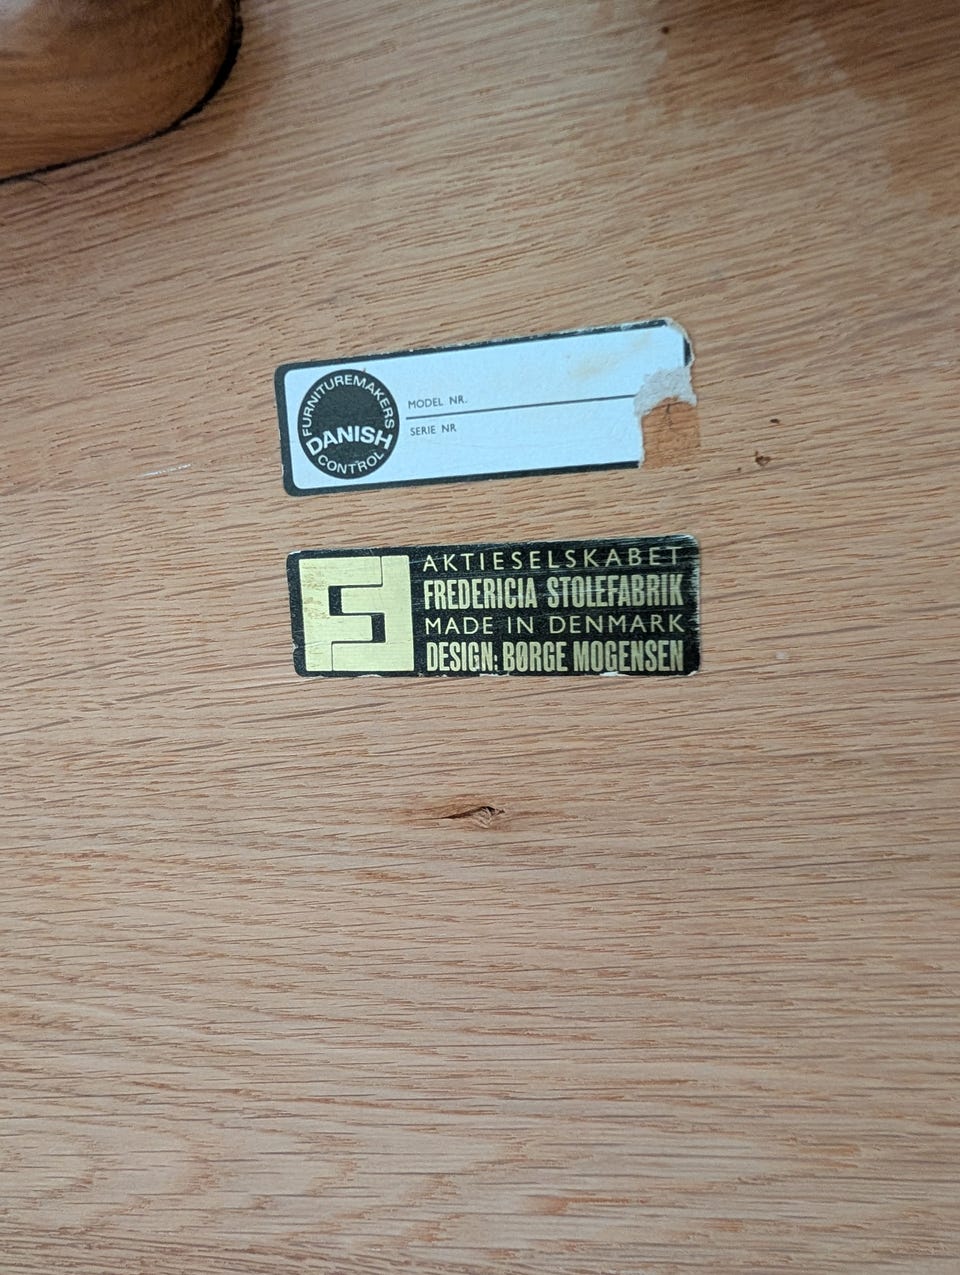 FURNITUREMAKERS
DANISH
CONTROL
MODEL NR.
SERIE NR
AKTIESELSKABET
FREDERICIA STOLEFABRIK
MADE IN DENMARK
DESIGN: BØRGE MOGENSEN